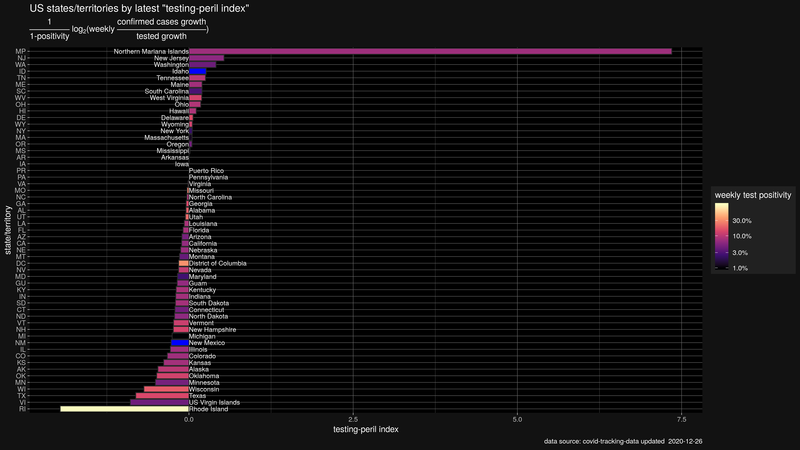 US states/territories by latest "testing-peril index"
1 / 1-positivity log2(weekly confirmed cases growth / tested growth)
MP Northern Mariana Islands
NJ New Jersey
WA Washington
ID Idaho
TN Tennessee
ME Maine
SC South Carolina
WV West Virginia
OH Ohio
HI Hawaii
DE Delaware
WY Wyoming
NY New York
MA Massachusetts
OR Oregon
MS Mississippi
AR Arkansas
IA Iowa
PR Puerto Rico
PA Pennsylvania
VA Virginia
MO Missouri
NC North Carolina
GA Georgia
AL Alabama
UT Utah
LA Louisiana
FL Florida
AZ Arizona
CA California
NE Nebraska
MT Montana
DC District of Columbia
NV Nevada
MD Maryland
GU Guam
KY Kentucky
IN Indiana
SD South Dakota
CT Connecticut
ND North Dakota
VT Vermont
NH New Hampshire
MI Michigan
NM New Mexico
IL Illinois
CO Colorado
KS Kansas
AK Alaska
OK Oklahoma
MN Minnesota
WI Wisconsin
TX Texas
VI US Virgin Islands
RI Rhode Island
state/territory
0.0 2.5 5.0 7.5
testing-peril index
weekly test positivity
30.0%
10.0%
3.0%
1.0%
data source: covid-tracking-data updated 2020-12-26